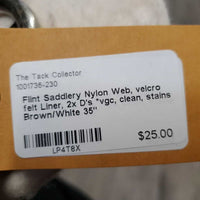 The Tack Collector
1001736-230
Flint Saddlery Nylon Web, velcro
felt Liner, 2x D's "vgc, clean, stains
Brown/White 35"
$25.00
LP4T8X